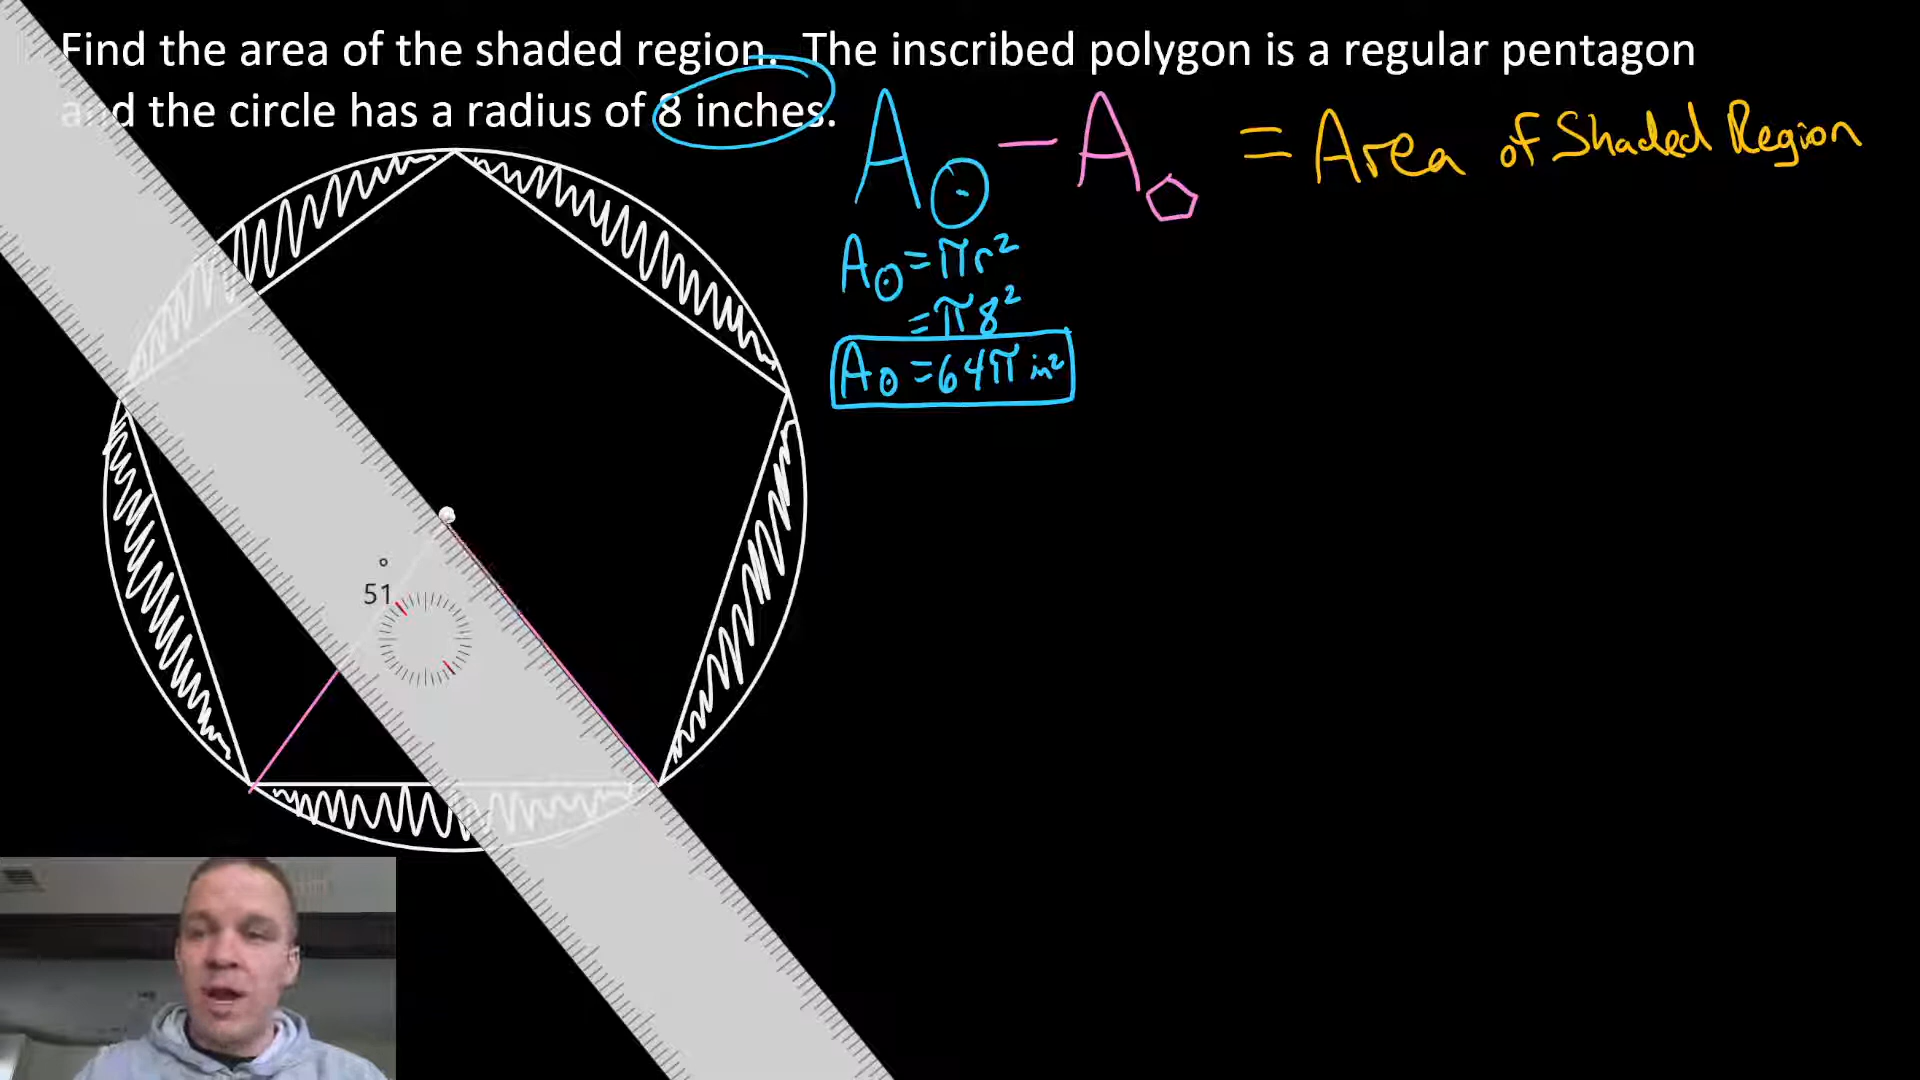 Find the area of the shaded region. The inscribed polygon is a regular pentagon
and the circle has a radius of 8 inches.
A⊙ - A⬠ = Area of Shaded Region
A⊙ = πr²
= π8²
A⊙ = 64π in²
51°